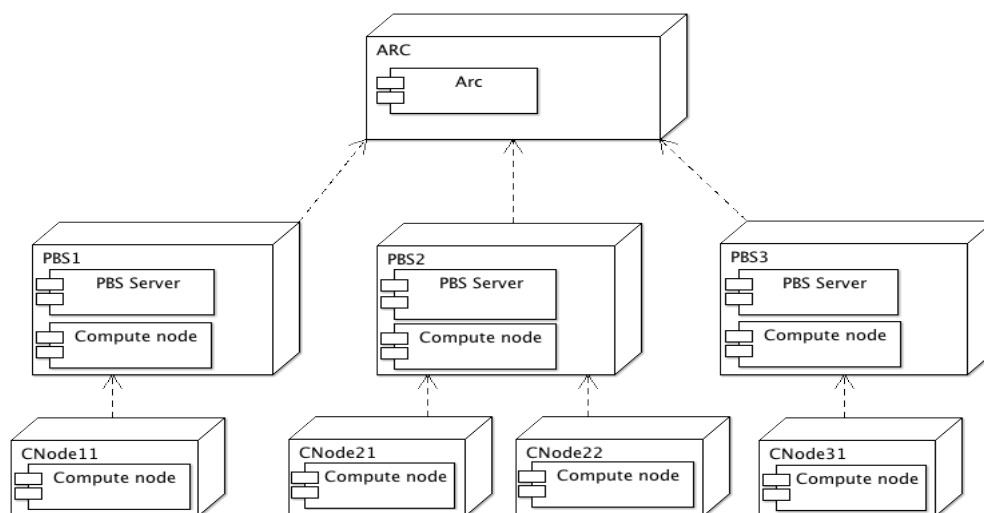 ARC
Arc
PBS1
PBS Server
Compute node
PBS2
PBS Server
Compute node
PBS3
PBS Server
Compute node
CNode11
Compute node
CNode21
Compute node
CNode22
Compute node
CNode31
Compute node